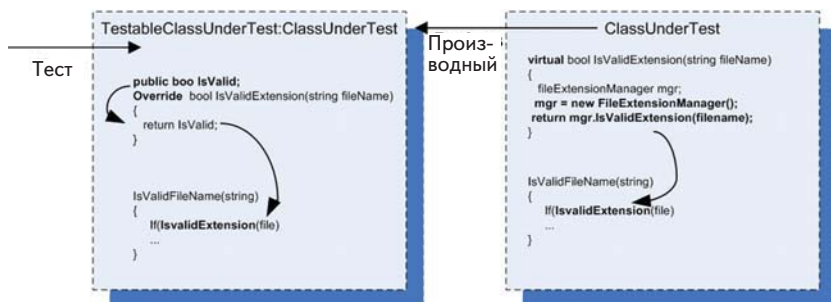 TestableClassUnderTest:ClassUnderTest
Тест
public boo IsValid;
Override bool IsValidExtension(string fileName)
{
return IsValid;
}
IsValidFileName(string)
{
If(IsvalidExtension(file)
...
}
Произ-
водный
ClassUnderTest
virtual bool IsValidExtension(string fileName)
{
fileExtensionManager mgr;
mgr = new FileExtensionManager();
return mgr.IsValidExtension(filename);
}
IsValidFileName(string)
{
If(IsvalidExtension(file)
...
}